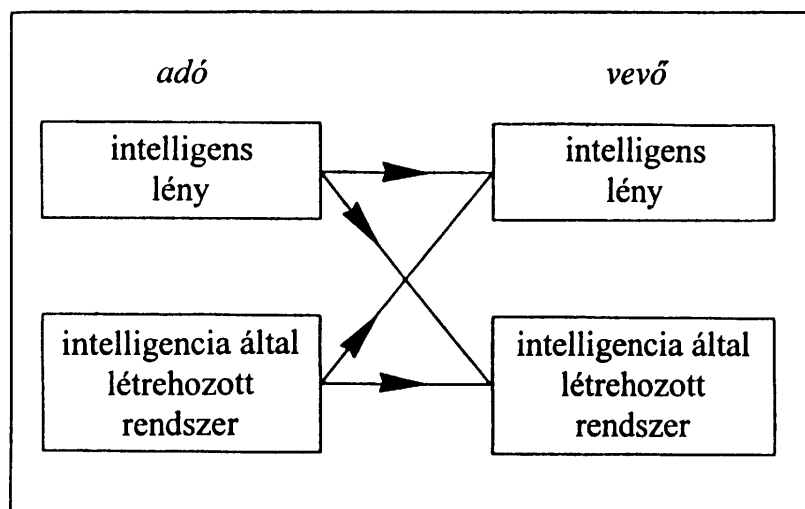 adó
vevő
intelligens
lény
intelligens
lény
intelligencia által
létrehozott
rendszer
intelligencia által
létrehozott
rendszer